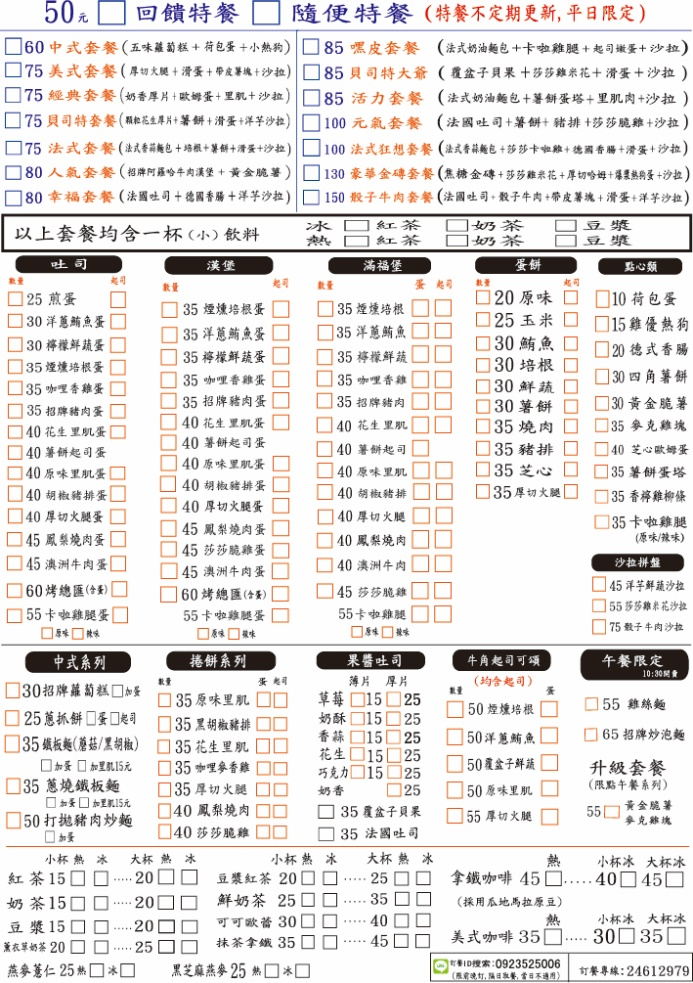 50元 □ 回饋特餐 □ 隨便特餐 (特餐不定期更新,平日限定)
□60 中式套餐 (五味蘿蔔糕+荷包蛋+小熱狗)
□75 美式套餐 (厚切火腿+滑蛋+帶皮薯塊+沙拉)
□75 經典套餐 (奶香厚片+歐姆蛋+里肌+沙拉)
□75 貝司特套餐 (顆粒花生厚片+薯餅+滑蛋+洋芋沙拉)
□75 法式套餐 (法式香蒜麵包+培根+薯餅+滑蛋+沙拉)
□80 人氣套餐 (招牌阿羅哈牛肉漢堡+黃金脆薯)
□80 幸福套餐 (法國吐司+德國香腸+洋芋沙拉)
□85 嘿皮套餐 (法式奶油麵包+卡啦雞腿+起司嫩蛋+沙拉)
□85 貝司特大爺 (覆盆子貝果+莎莎雞米花+滑蛋+沙拉)
□85 活力套餐 (法式奶油麵包+薯餅蛋塔+里肌肉+沙拉)
□100 元氣套餐 (法國吐司+薯餅+豬排+莎莎脆雞+沙拉)
□100 法式狂想套餐 (法式香蒜麵包+莎莎卡啦雞+德國香腸+滑蛋+沙拉)
□130 豪華金磚套餐 (焦糖金磚+莎莎雞米花+厚切哈姆+爆漿熱狗蛋+沙拉)
□150 骰子牛肉套餐 (法國吐司+骰子牛肉+帶皮薯塊+滑蛋+洋芋沙拉)
以上套餐均含一杯(小)飲料
冰 □紅茶 □奶茶 □豆漿
熱 □紅茶 □奶茶 □豆漿
吐司
數量 起司
□25 煎蛋□
□30 洋蔥鮪魚蛋□
□30 檸檬鮮蔬蛋□
□35 煙燻培根蛋□
□35 咖哩香雞蛋□
□35 招牌豬肉蛋□
□40 花生里肌蛋□
□40 薯餅起司蛋
□40 原味里肌蛋□
□40 胡椒豬排蛋□
□40 厚切火腿蛋□
□45 鳳梨燒肉蛋□
□45 澳洲牛肉蛋□
□60 烤總匯(含蛋)□
55 卡啦雞腿蛋□
□原味 □辣味
漢堡
數量 起司
□35 煙燻培根蛋□
□35 洋蔥鮪魚蛋□
□35 檸檬鮮蔬蛋□
□35 咖哩香雞蛋□
□35 招牌豬肉蛋□
□40 花生里肌蛋□
□40 薯餅起司蛋
□40 原味里肌蛋□
□40 胡椒豬排蛋□
□40 厚切火腿蛋□
□45 鳳梨燒肉蛋□
□45 莎莎脆雞蛋□
□45 澳洲牛肉蛋□
□60 烤總匯(含蛋)□
55 卡啦雞腿蛋□
□原味 □辣味
滿福堡
數量 蛋 起司
□35 煙燻培根□□
□35 洋蔥鮪魚□□
□35 檸檬鮮蔬□□
□35 咖哩香雞□□
□35 招牌豬肉□□
□40 花生里肌□□
□40 薯餅起司□
□40 原味里肌□□
□40 胡椒豬排□□
□40 厚切火腿□□
□40 鳳梨燒肉□□
□40 澳洲牛肉□□
□45 莎莎脆雞□□
55 卡啦雞腿□□
□原味 □辣味
蛋餅
數量 起司
□20 原味□
□25 玉米□
□30 鮪魚□
□30 培根□
□30 鮮蔬□
□30 薯餅□
□35 燒肉□
□35 豬排□
□35 芝心□
□35 厚切火腿□
點心類
□10 荷包蛋
□15 雞優熱狗
□20 德式香腸
□30 四角薯餅
□30 黃金脆薯
□35 麥克雞塊
□40 芝心歐姆蛋
□35 薯餅蛋塔
□35 香檸雞柳條
□35 卡啦雞腿
(原味/辣味)
沙拉拼盤
□45 洋芋鮮蔬沙拉
□55 莎莎雞米花沙拉
□75 骰子牛肉沙拉
中式系列
□30 招牌蘿蔔糕 □加蛋
□25 蔥抓餅 □蛋 □起司
□35 鐵板麵(蘑菇/黑胡椒)
□加蛋 □加里肌15元
□35 蔥燒鐵板麵
□加蛋 □加里肌15元
□50 打拋豬肉炒麵
□加蛋
捲餅系列
數量 蛋 起司
□35 原味里肌□□
□35 黑胡椒豬排□□
□35 花生里肌□□
□35 咖哩麥香雞□□
□35 厚切火腿□□
□40 鳳梨燒肉□□
□40 莎莎脆雞□□
果醬吐司
薄片 厚片
草莓□15□25
奶酥□15□25
香蒜□15□25
花生□15□25
巧克力□15□25
奶香 □25
□35 覆盆子貝果
□35 法國吐司
牛角起司可頌
(均含起司)
數量 蛋
□50 煙燻培根□
□50 洋蔥鮪魚□
□50 覆盆子鮮蔬□
□50 原味里肌□
□55 厚切火腿□
午餐限定
10:30開賣
□55 雞絲麵
□65 招牌炒泡麵
升級套餐
(限點午餐系列)
55□ 黃金脆薯
麥克雞塊
小杯 熱 冰 大杯 熱 冰
紅茶15□□·····20□□
奶茶15□□·····20□□
豆漿15□□·····20□□
薰衣草奶茶20□□·····25□□
燕麥薏仁25熱□冰□
小杯 熱 冰 大杯 熱 冰
豆漿紅茶20□□·····25□□
鮮奶茶25□□·····35□□
可可歐蕾30□□·····40□□
抹茶拿鐵35□□·····45□□
黑芝麻燕麥25熱□冰□
熱 小杯冰 大杯冰
拿鐵咖啡45□·····40□45□
(採用瓜地馬拉原豆)
熱 小杯冰 大杯冰
美式咖啡35□·····30□35□
LINE 訂餐ID搜索:0923525006
(限前晚訂,隔日取餐,當日不適用)
訂餐專線:24612979